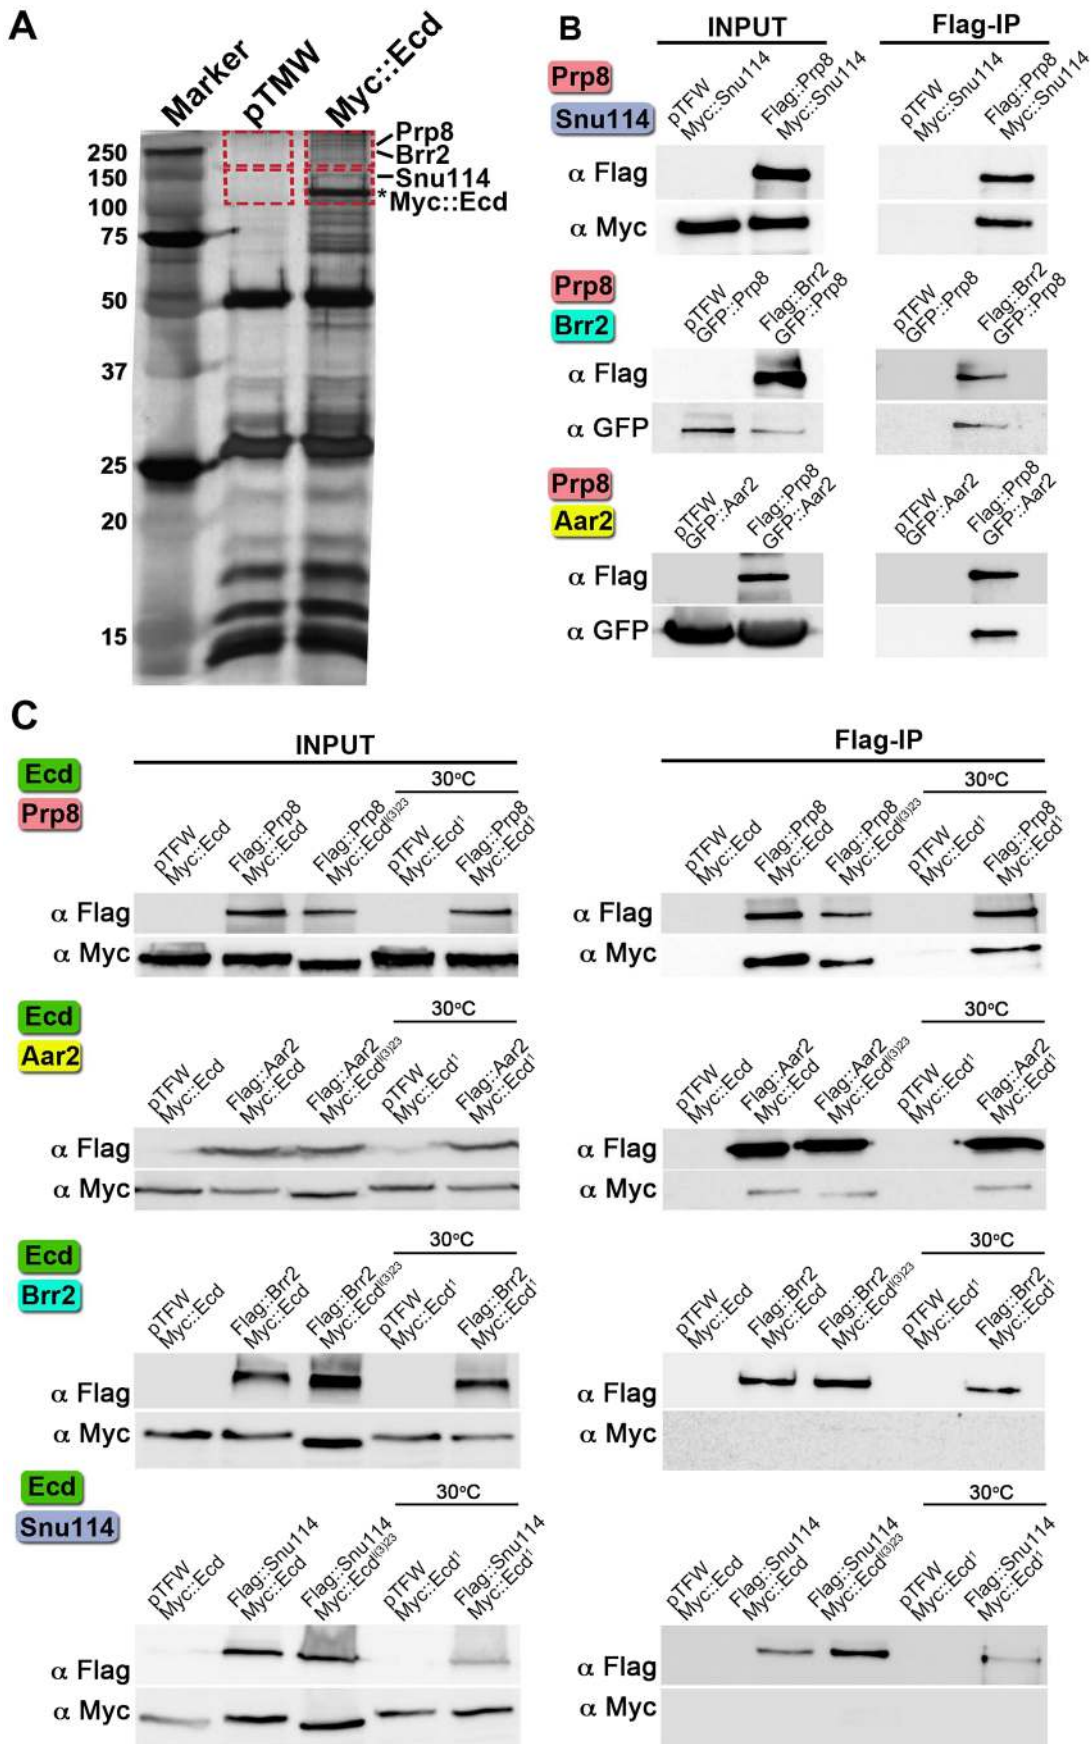 A
Marker
pTMW
Myc::Ecd
250
150
100
75
50
37
25
20
15
Prp8
Brr2
Snu114
*Myc::Ecd
B
INPUT
Flag-IP
Prp8
Snu114
pTFW
Myc::Snu114
Flag::Prp8
Myc::Snu114
pTFW
Myc::Snu114
Flag::Prp8
Myc::Snu114
α Flag
α Myc
Prp8
Brr2
pTFW
GFP::Prp8
Flag::Brr2
GFP::Prp8
pTFW
GFP::Prp8
Flag::Brr2
GFP::Prp8
α Flag
α GFP
Prp8
Aar2
pTFW
GFP::Aar2
Flag::Prp8
GFP::Aar2
pTFW
GFP::Aar2
Flag::Prp8
GFP::Aar2
α Flag
α GFP
C
INPUT
Flag-IP
Ecd
Prp8
30°C
30°C
pTFW
Myc::Ecd
Flag::Prp8
Myc::Ecd
Flag::Prp8
Myc::Ecd^l(3)23
pTFW
Myc::Ecd¹
Flag::Prp8
Myc::Ecd¹
pTFW
Myc::Ecd
Flag::Prp8
Myc::Ecd
Flag::Prp8
Myc::Ecd^l(3)23
pTFW
Myc::Ecd¹
Flag::Prp8
Myc::Ecd¹
α Flag
α Myc
α Flag
α Myc
Ecd
Aar2
30°C
30°C
pTFW
Myc::Ecd
Flag::Aar2
Myc::Ecd
Flag::Aar2
Myc::Ecd^l(3)23
pTFW
Myc::Ecd¹
Flag::Aar2
Myc::Ecd¹
pTFW
Myc::Ecd
Flag::Aar2
Myc::Ecd
Flag::Aar2
Myc::Ecd^l(3)23
pTFW
Myc::Ecd¹
Flag::Aar2
Myc::Ecd¹
α Flag
α Myc
α Flag
α Myc
Ecd
Brr2
30°C
30°C
pTFW
Myc::Ecd
Flag::Brr2
Myc::Ecd
Flag::Brr2
Myc::Ecd^l(3)23
pTFW
Myc::Ecd¹
Flag::Brr2
Myc::Ecd¹
pTFW
Myc::Ecd
Flag::Brr2
Myc::Ecd
Flag::Brr2
Myc::Ecd^l(3)23
pTFW
Myc::Ecd¹
Flag::Brr2
Myc::Ecd¹
α Flag
α Myc
α Flag
α Myc
Ecd
Snu114
30°C
30°C
pTFW
Myc::Ecd
Flag::Snu114
Myc::Ecd
Flag::Snu114
Myc::Ecd^l(3)23
pTFW
Myc::Ecd¹
Flag::Snu114
Myc::Ecd¹
pTFW
Myc::Ecd
Flag::Snu114
Myc::Ecd
Flag::Snu114
Myc::Ecd^l(3)23
pTFW
Myc::Ecd¹
Flag::Snu114
Myc::Ecd¹
α Flag
α Myc
α Flag
α Myc